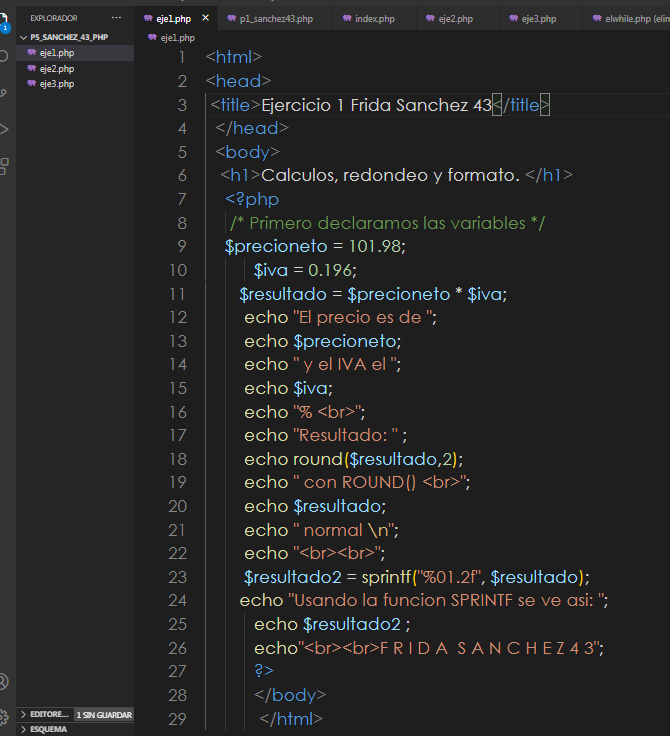 EXPLORADOR
...
eje1.php
p1_sanchez43.php
index.php
eje2.php
eje3.php
elwhile.php (elin
P5_SANCHEZ_43_PHP
eje1.php
eje2.php
eje3.php
eje1.php
1 <html>
2 <head>
3 <title>Ejercicio 1 Frida Sanchez 43</title>
4 </head>
5 <body>
6 <h1>Calculos, redondeo y formato. </h1>
7 <?php
8 /* Primero declaramos las variables */
9 $precioneto = 101.98;
10 $iva = 0.196;
11 $resultado = $precioneto * $iva;
12 echo "El precio es de ";
13 echo $precioneto;
14 echo " y el IVA el ";
15 echo $iva;
16 echo "% <br>";
17 echo "Resultado: " ;
18 echo round($resultado,2);
19 echo " con ROUND() <br>";
20 echo $resultado;
21 echo " normal \n";
22 echo "<br><br>";
23 $resultado2 = sprintf("%01.2f", $resultado);
24 echo "Usando la funcion SPRINTF se ve asi: ";
25 echo $resultado2 ;
26 echo"<br><br>F R I D A  S A N C H E Z 4 3";
27 ?>
28 </body>
29 </html>
1
EDITORE...
1 SIN GUARDAR
ESQUEMA